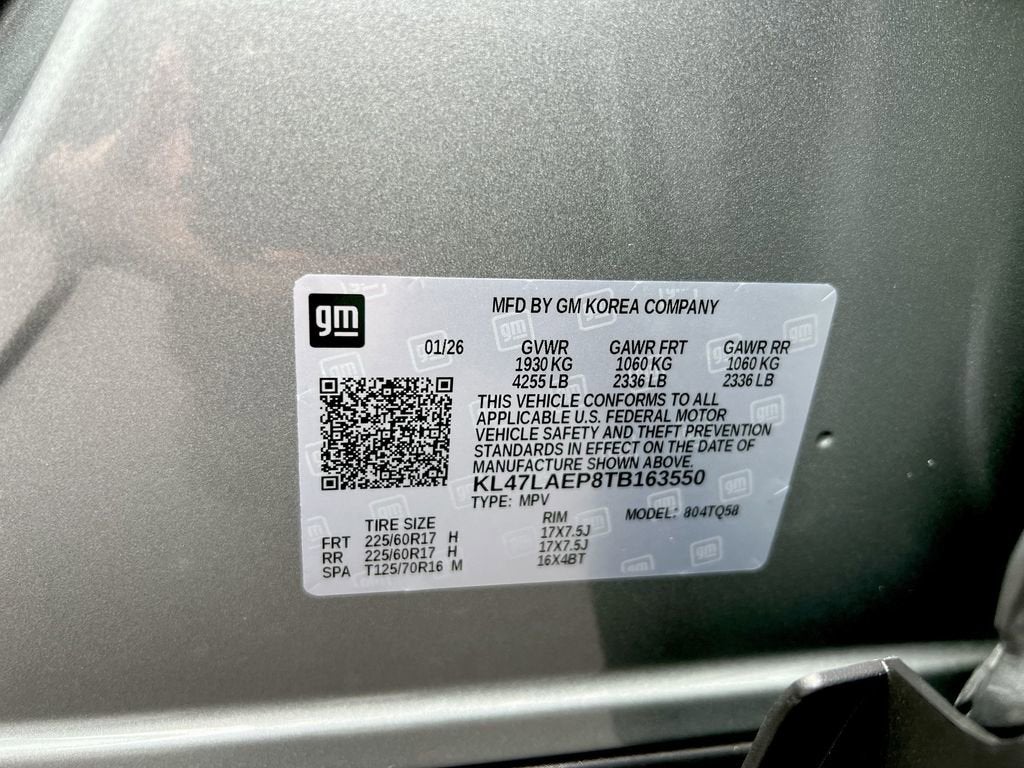 gm
MFD BY GM KOREA COMPANY
01/26 GVWR GAWR FRT GAWR RR
1930 KG 1060 KG 1060 KG
4255 LB 2336 LB 2336 LB
THIS VEHICLE CONFORMS TO ALL
APPLICABLE U.S. FEDERAL MOTOR
VEHICLE SAFETY AND THEFT PREVENTION
STANDARDS IN EFFECT ON THE DATE OF
MANUFACTURE SHOWN ABOVE.
KL47LAEP8TB163550
TYPE: MPV MODEL: 804TQ58
TIRE SIZE RIM
FRT 225/60R17 H 17X7.5J
RR 225/60R17 H 17X7.5J
SPA T125/70R16 M 16X4BT